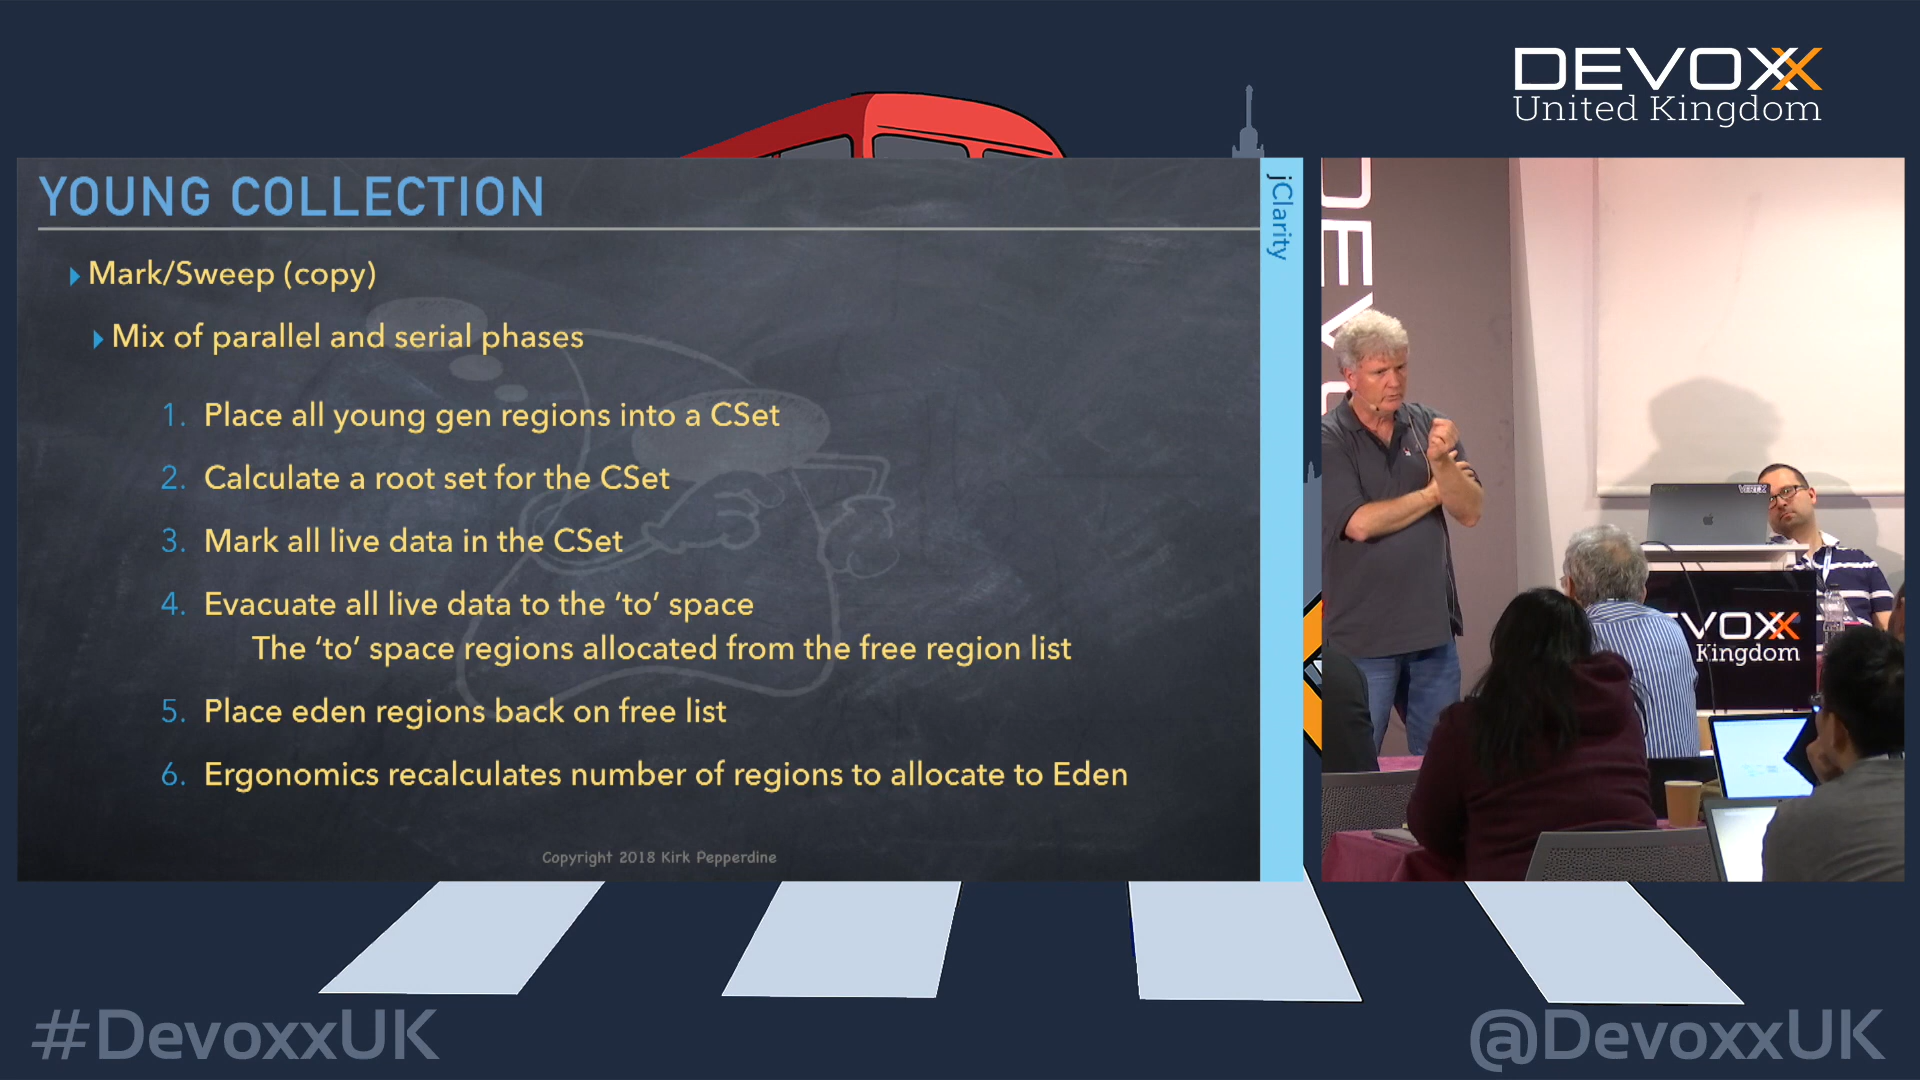 DEVOXX
United Kingdom
YOUNG COLLECTION
jClarity
Mark/Sweep (copy)
Mix of parallel and serial phases
1. Place all young gen regions into a CSet
2. Calculate a root set for the CSet
3. Mark all live data in the CSet
4. Evacuate all live data to the ‘to’ space
The ‘to’ space regions allocated from the free region list
5. Place eden regions back on free list
6. Ergonomics recalculates number of regions to allocate to Eden
Copyright 2018 Kirk Pepperdine
DEV
VOXX
Kingdom
#DevoxxUK
@DevoxxUK